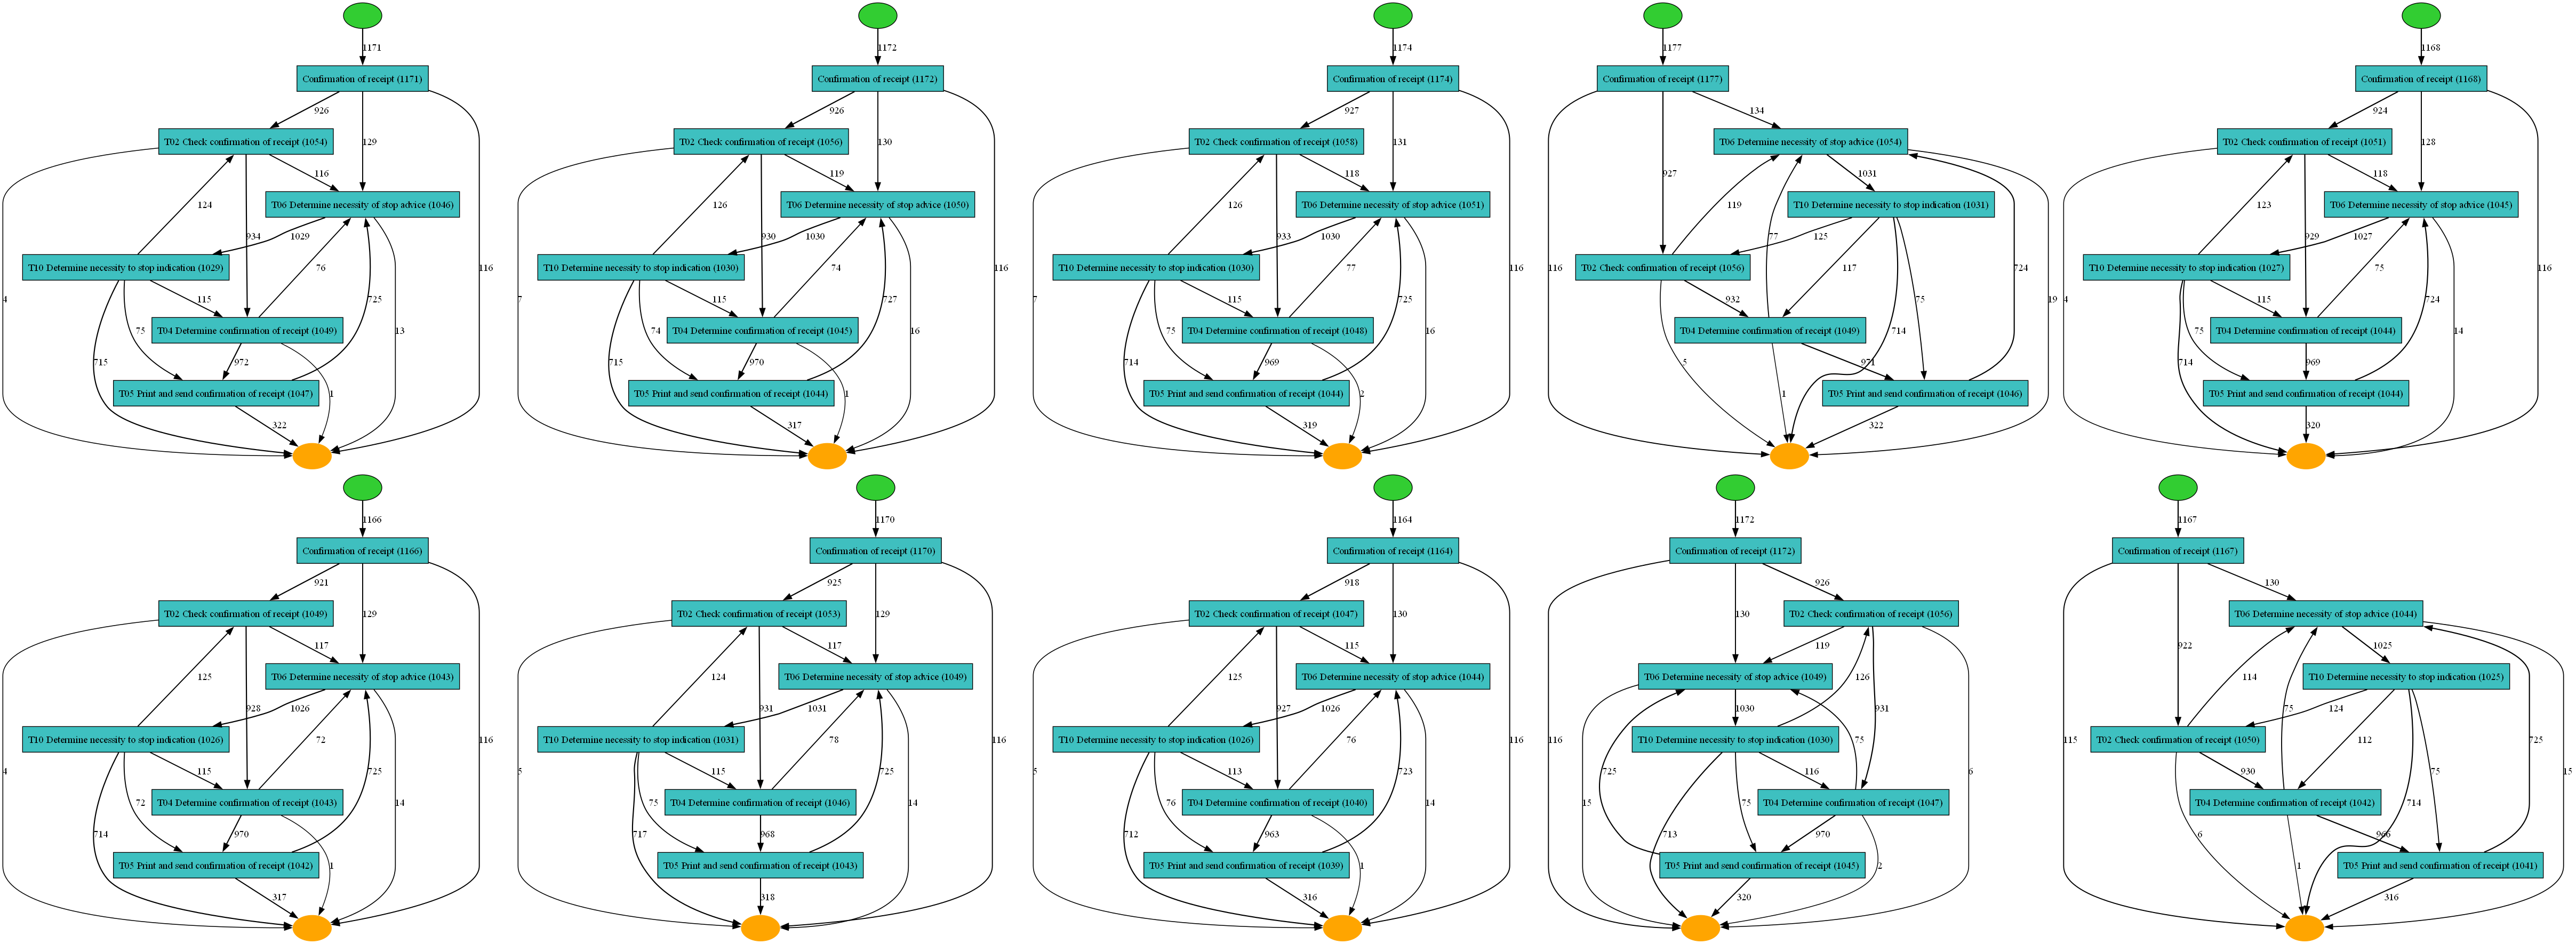 1171
Confirmation of receipt (1171)
926
T02 Check confirmation of receipt (1054)
129
116
T06 Determine necessity of stop advice (1046)
124
934
1029
116
T10 Determine necessity to stop indication (1029)
76
4
115
725
75
T04 Determine confirmation of receipt (1049)
13
715
972
1
T05 Print and send confirmation of receipt (1047)
322
1172
Confirmation of receipt (1172)
926
T02 Check confirmation of receipt (1056)
130
119
T06 Determine necessity of stop advice (1050)
126
930
1030
116
T10 Determine necessity to stop indication (1030)
74
7
115
727
74
T04 Determine confirmation of receipt (1045)
16
715
970
1
T05 Print and send confirmation of receipt (1044)
317
1174
Confirmation of receipt (1174)
927
T02 Check confirmation of receipt (1058)
131
118
T06 Determine necessity of stop advice (1051)
126
933
1030
116
T10 Determine necessity to stop indication (1030)
77
7
115
725
75
T04 Determine confirmation of receipt (1048)
16
714
969
2
T05 Print and send confirmation of receipt (1044)
319
1177
Confirmation of receipt (1177)
134
T06 Determine necessity of stop advice (1054)
927
1031
119
T10 Determine necessity to stop indication (1031)
77
125
116
T02 Check confirmation of receipt (1056)
117
724
932
75
19
T04 Determine confirmation of receipt (1049)
714
5
971
1
T05 Print and send confirmation of receipt (1046)
322
1168
Confirmation of receipt (1168)
924
T02 Check confirmation of receipt (1051)
128
118
T06 Determine necessity of stop advice (1045)
123
929
1027
116
T10 Determine necessity to stop indication (1027)
75
4
115
724
75
T04 Determine confirmation of receipt (1044)
14
714
969
T05 Print and send confirmation of receipt (1044)
320
1166
Confirmation of receipt (1166)
921
T02 Check confirmation of receipt (1049)
129
117
T06 Determine necessity of stop advice (1043)
125
928
1026
116
T10 Determine necessity to stop indication (1026)
72
4
115
725
72
T04 Determine confirmation of receipt (1043)
14
714
970
1
T05 Print and send confirmation of receipt (1042)
317
1170
Confirmation of receipt (1170)
925
T02 Check confirmation of receipt (1053)
129
117
T06 Determine necessity of stop advice (1049)
124
931
1031
116
T10 Determine necessity to stop indication (1031)
78
5
115
725
75
T04 Determine confirmation of receipt (1046)
14
717
968
T05 Print and send confirmation of receipt (1043)
318
1164
Confirmation of receipt (1164)
918
T02 Check confirmation of receipt (1047)
130
115
T06 Determine necessity of stop advice (1044)
125
927
1026
116
T10 Determine necessity to stop indication (1026)
76
5
113
723
76
T04 Determine confirmation of receipt (1040)
14
712
963
1
T05 Print and send confirmation of receipt (1039)
316
1172
Confirmation of receipt (1172)
926
130
T02 Check confirmation of receipt (1056)
119
T06 Determine necessity of stop advice (1049)
1030
126
931
116
T10 Determine necessity to stop indication (1030)
75
725
116
6
75
T04 Determine confirmation of receipt (1047)
15
713
970
2
T05 Print and send confirmation of receipt (1045)
320
1167
Confirmation of receipt (1167)
130
T06 Determine necessity of stop advice (1044)
922
1025
114
T10 Determine necessity to stop indication (1025)
75
124
115
T02 Check confirmation of receipt (1050)
112
725
930
75
15
T04 Determine confirmation of receipt (1042)
714
6
966
1
T05 Print and send confirmation of receipt (1041)
316